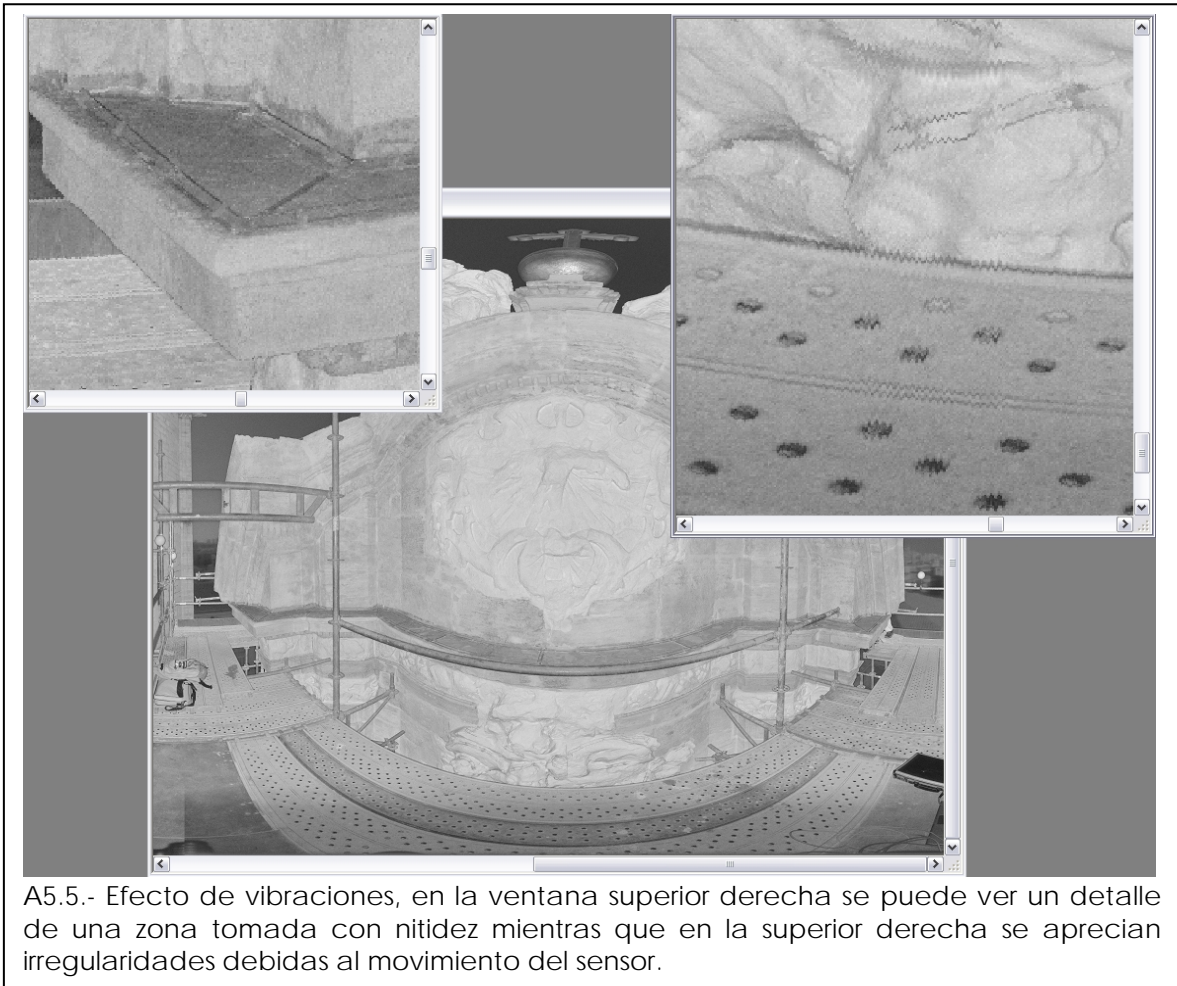 A5.5.- Efecto de vibraciones, en la ventana superior derecha se puede ver un detalle
de una zona tomada con nitidez mientras que en la superior derecha se aprecian
irregularidades debidas al movimiento del sensor.